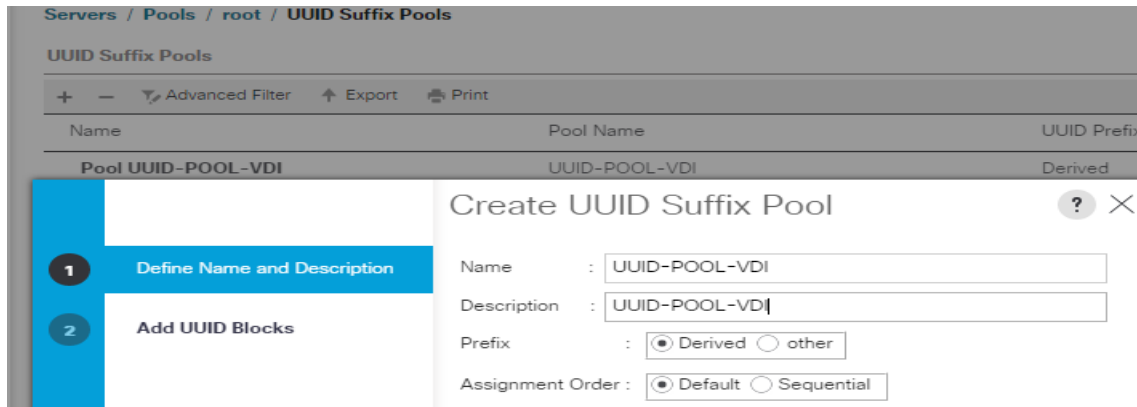 Servers / Pools / root / UUID Suffix Pools
UUID Suffix Pools
+ − Advanced Filter Export Print
Name Pool Name UUID Prefix
Pool UUID-POOL-VDI UUID-POOL-VDI Derived
Create UUID Suffix Pool ? ×
1 Define Name and Description
2 Add UUID Blocks
Name : UUID-POOL-VDI
Description : UUID-POOL-VDI
Prefix : Derived other
Assignment Order : Default Sequential